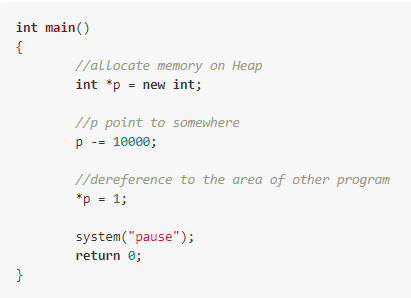 int main()
{
//allocate memory on Heap
int *p = new int;
//p point to somewhere
p -= 10000;
//dereference to the area of other program
*p = 1;
system("pause");
return 0;
}